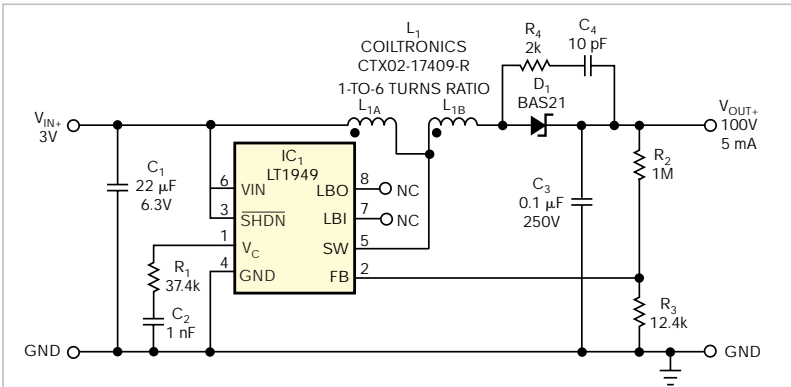 L1
COILTRONICS
CTX02-17409-R
1-TO-6 TURNS RATIO
L1A
L1B
R4
2k
C4
10 pF
D1
BAS21
VIN+
3V
VOUT+
100V
5 mA
C1
22 µF
6.3V
IC1
LT1949
6
VIN
3
SHDN
1
VC
4
GND
LBO
8
NC
LBI
7
NC
SW
5
FB
2
R1
37.4k
C2
1 nF
C3
0.1 µF
250V
R2
1M
R3
12.4k
GND
GND